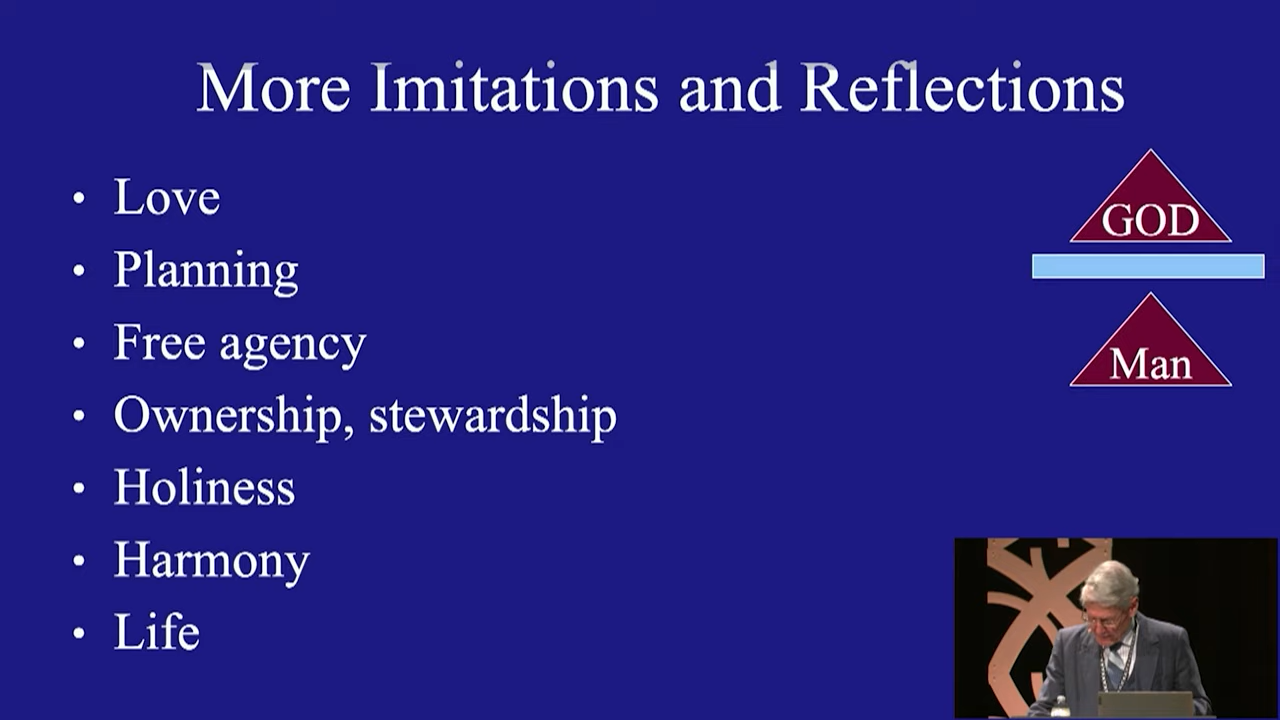 More Imitations and Reflections
• Love
• Planning
• Free agency
• Ownership, stewardship
• Holiness
• Harmony
• Life
GOD
Man